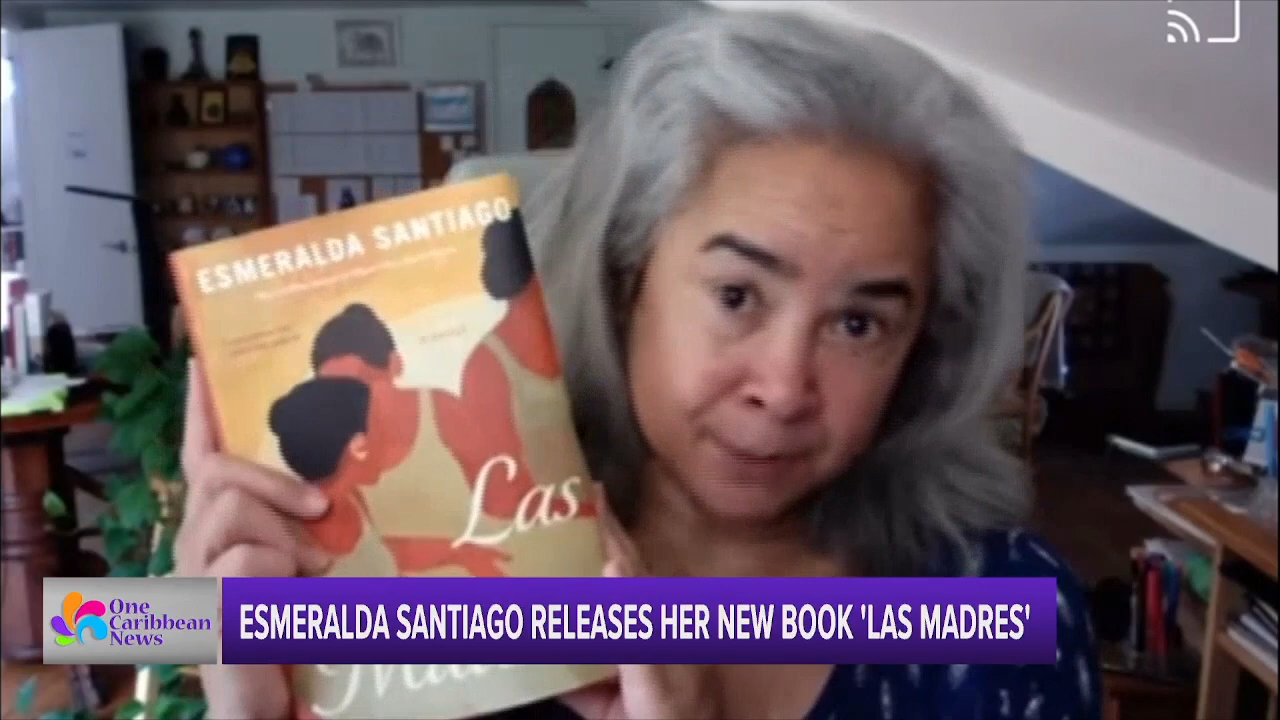 ESMERALDA SANTIAGO
Las
One
Caribbean
News
ESMERALDA SANTIAGO RELEASES HER NEW BOOK 'LAS MADRES'